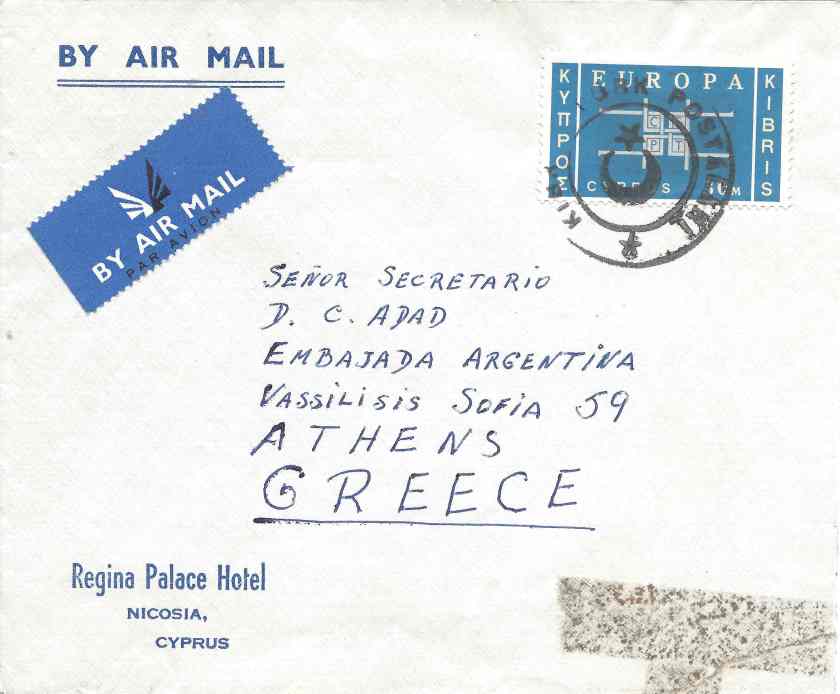 BY AIR MAIL
ΚΥΠΡΟΣ
EUROPA
KIBRIS
C
P T
CYPRUS
BY AIR MAIL
PAR AVION
SEÑOR SECRETARIO
D. C. ADAD
EMBAJADA ARGENTINA
VASSILISIS SOFIA 59
ATHENS
GREECE
Regina Palace Hotel
NICOSIA,
CYPRUS